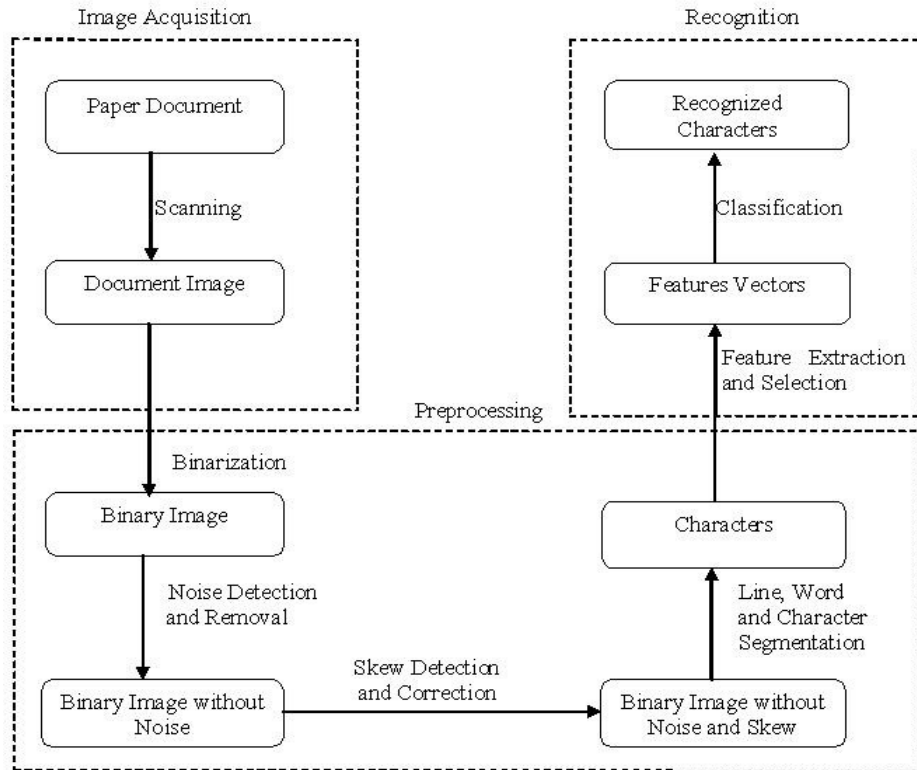 Image Acquisition
Paper Document
Scanning
Document Image
Recognition
Recognized
Characters
Classification
Features Vectors
Feature Extraction
and Selection
Preprocessing
Binarization
Binary Image
Noise Detection
and Removal
Binary Image without
Noise
Skew Detection
and Correction
Binary Image without
Noise and Skew
Line, Word
and Character
Segmentation
Characters